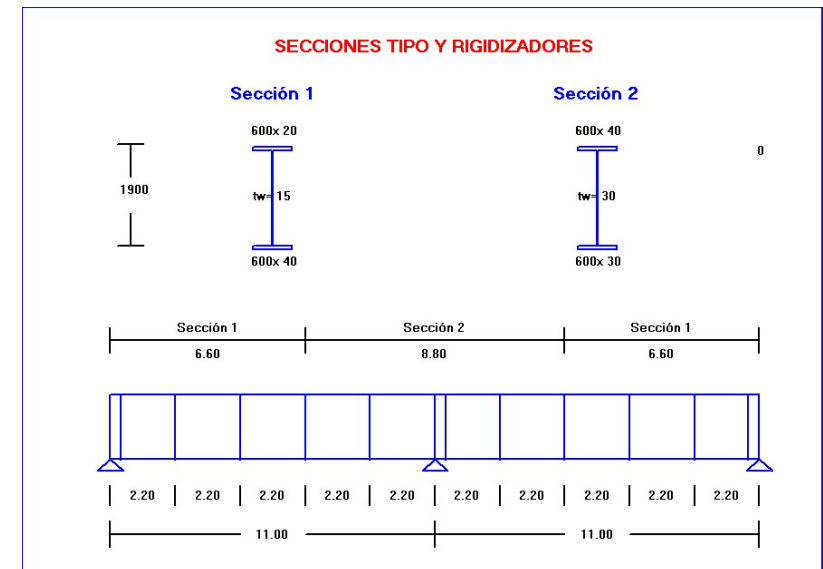 SECCIONES TIPO Y RIGIDIZADORES
Sección 1 Sección 2
600x 20 600x 40
0
1900 tw= 15 tw= 30
600x 40 600x 30
Sección 1 Sección 2 Sección 1
6.60 8.80 6.60
2.20 2.20 2.20 2.20 2.20 2.20 2.20 2.20 2.20 2.20
11.00 11.00